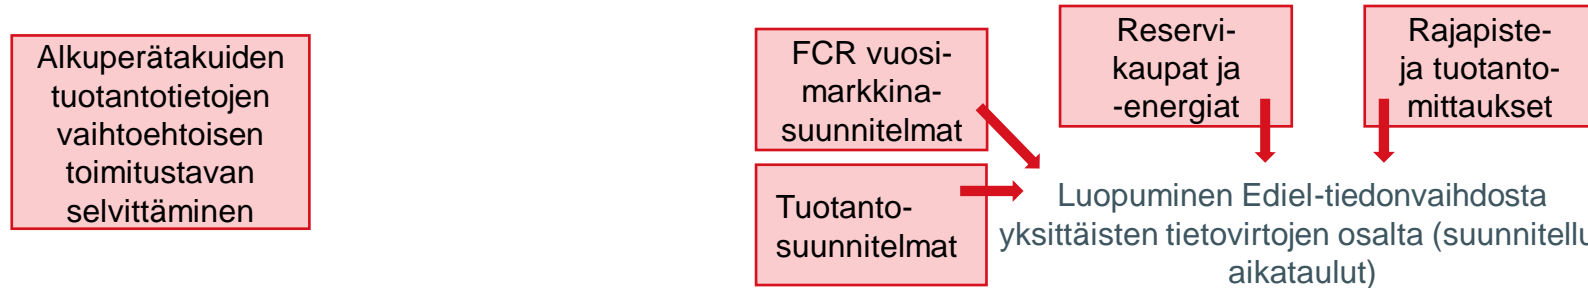 Alkuperätakuiden
tuotantotietojen
vaihtoehtoisen
toimitustavan
selvittäminen
FCR vuosi-
markkina-
suunnitelmat
Reservi-
kaupat ja
-energiat
Rajapiste-
ja tuotanto-
mittaukset
Tuotanto-
suunnitelmat
Luopuminen Ediel-tiedonvaihdosta
yksittäisten tietovirtojen osalta (suunnitellu
aikataulut)